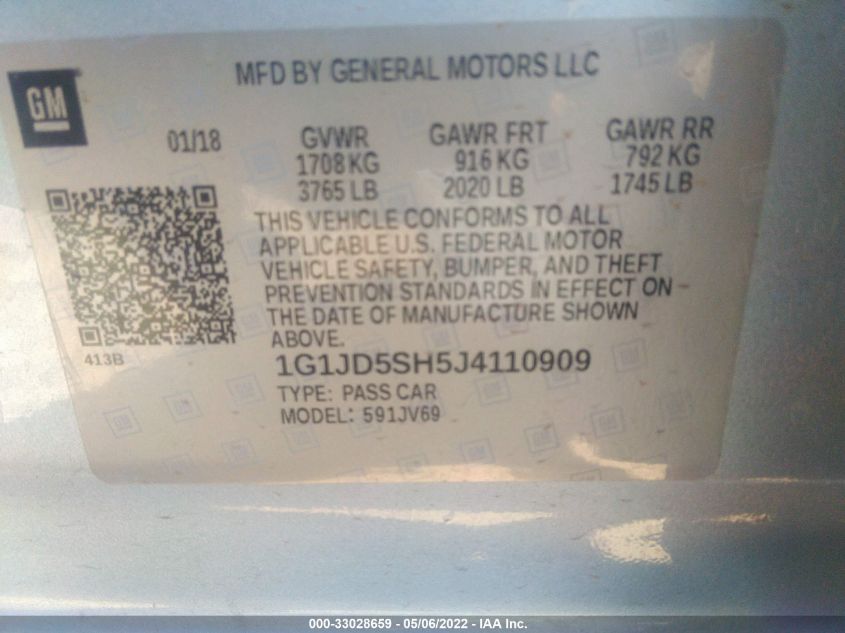 MFD BY GENERAL MOTORS LLC
GM
01/18 GVWR GAWR FRT GAWR RR
1708 KG 916 KG 792 KG
3765 LB 2020 LB 1745 LB
THIS VEHICLE CONFORMS TO ALL
APPLICABLE U.S. FEDERAL MOTOR
VEHICLE SAFETY, BUMPER, AND THEFT
PREVENTION STANDARDS IN EFFECT ON
THE DATE OF MANUFACTURE SHOWN
ABOVE.
413B
1G1JD5SH5J4110909
TYPE: PASS CAR
MODEL: 591JV69
000-33028659 - 05/06/2022 - IAA Inc.